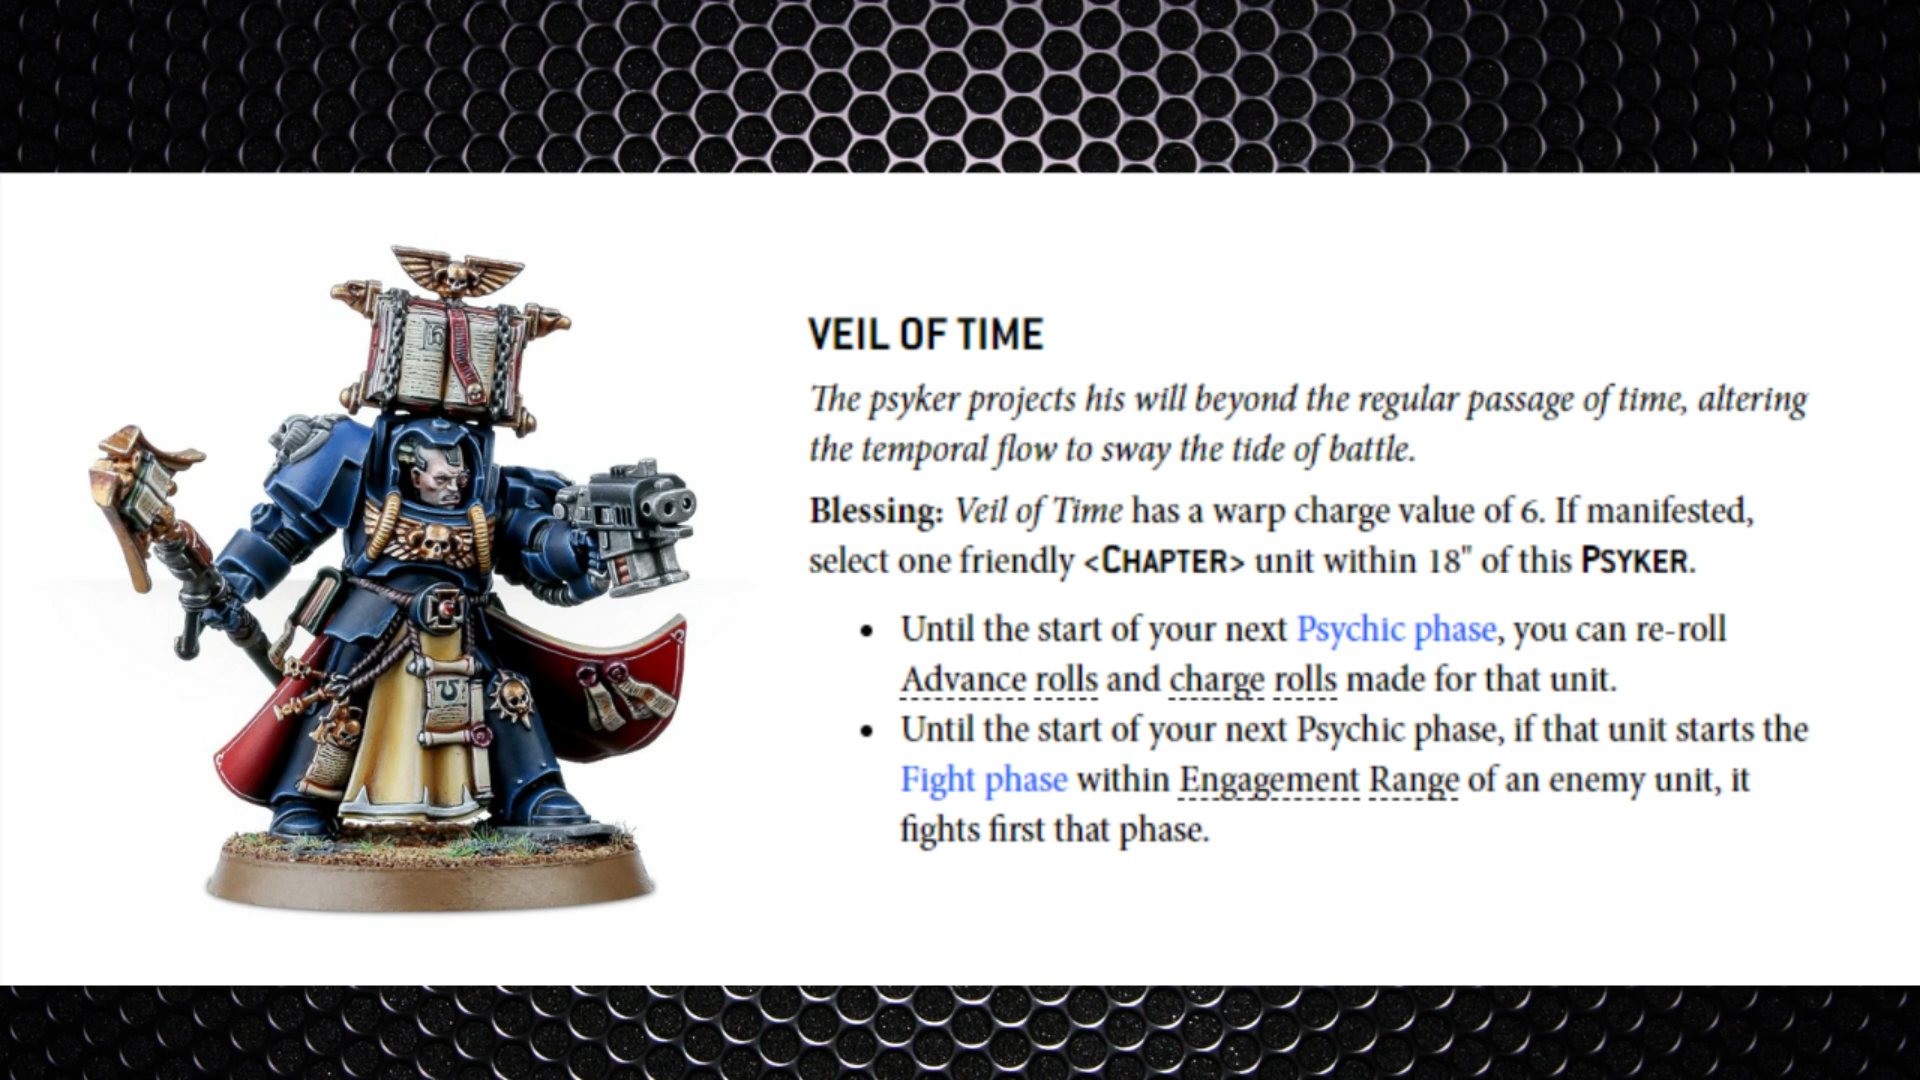 VEIL OF TIME
The psyker projects his will beyond the regular passage of time, altering
the temporal flow to sway the tide of battle.
Blessing: Veil of Time has a warp charge value of 6. If manifested,
select one friendly <CHAPTER> unit within 18" of this PSYKER.
• Until the start of your next Psychic phase, you can re-roll
Advance rolls and charge rolls made for that unit.
• Until the start of your next Psychic phase, if that unit starts the
Fight phase within Engagement Range of an enemy unit, it
fights first that phase.